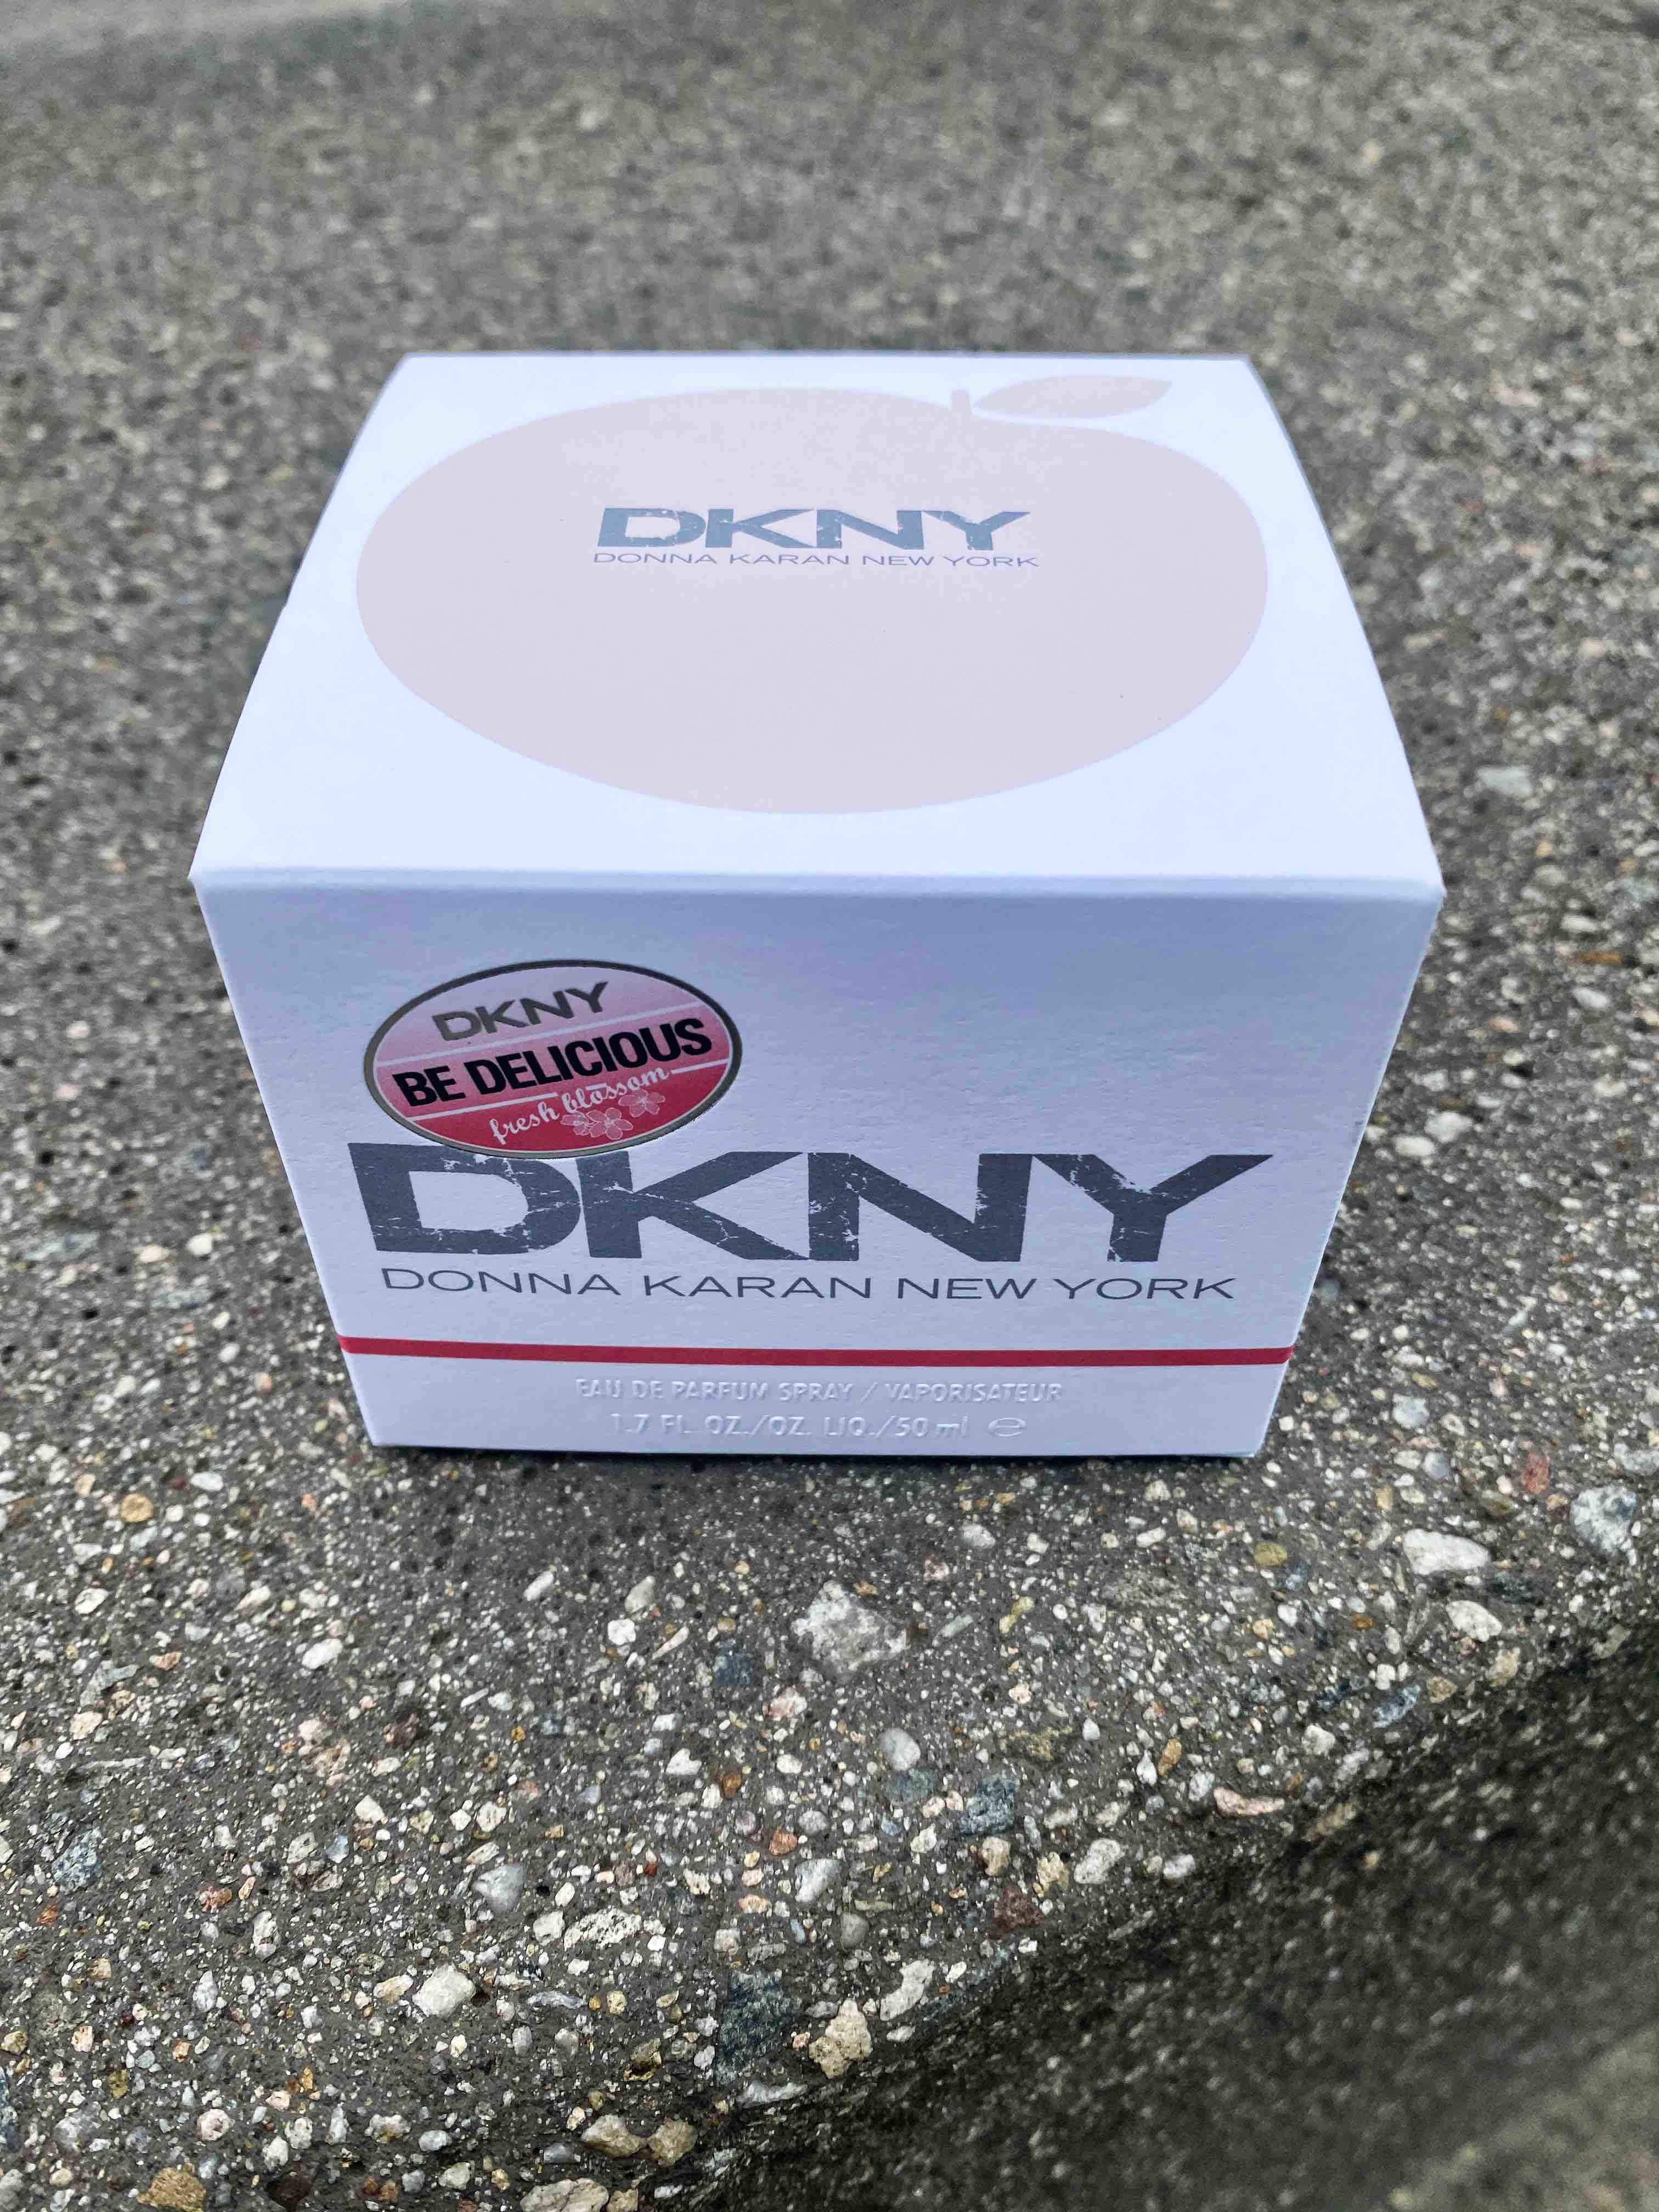 DKNY
DONNA KARAN NEW YORK
DKNY
BE DELICIOUS
fresh blossom
DKNY
DONNA KARAN NEW YORK
EAU DE PARFUM SPRAY / VAPORISATEUR
1.7 FL. OZ./OZ. LIQ./50 ml ℮